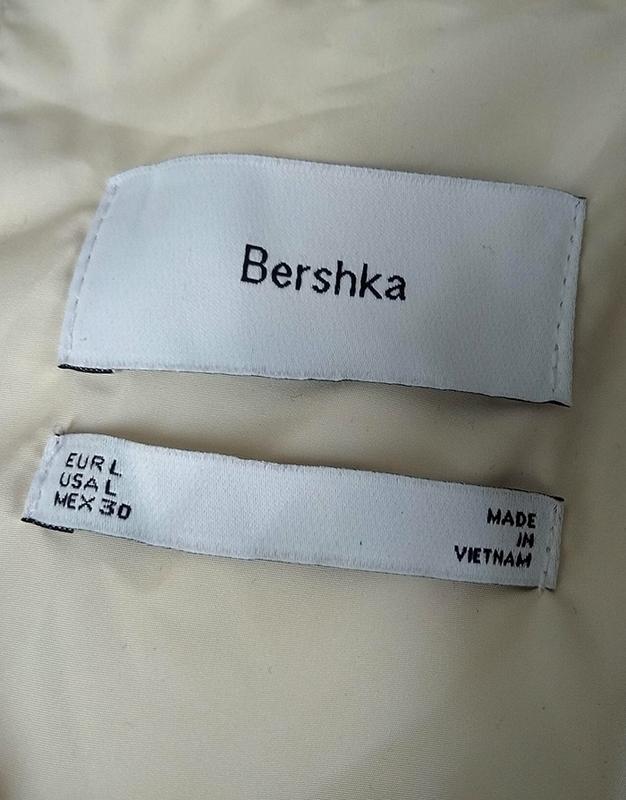 Bershka
EUR L
USA L
MEX 30
MADE
IN
VIETNAM